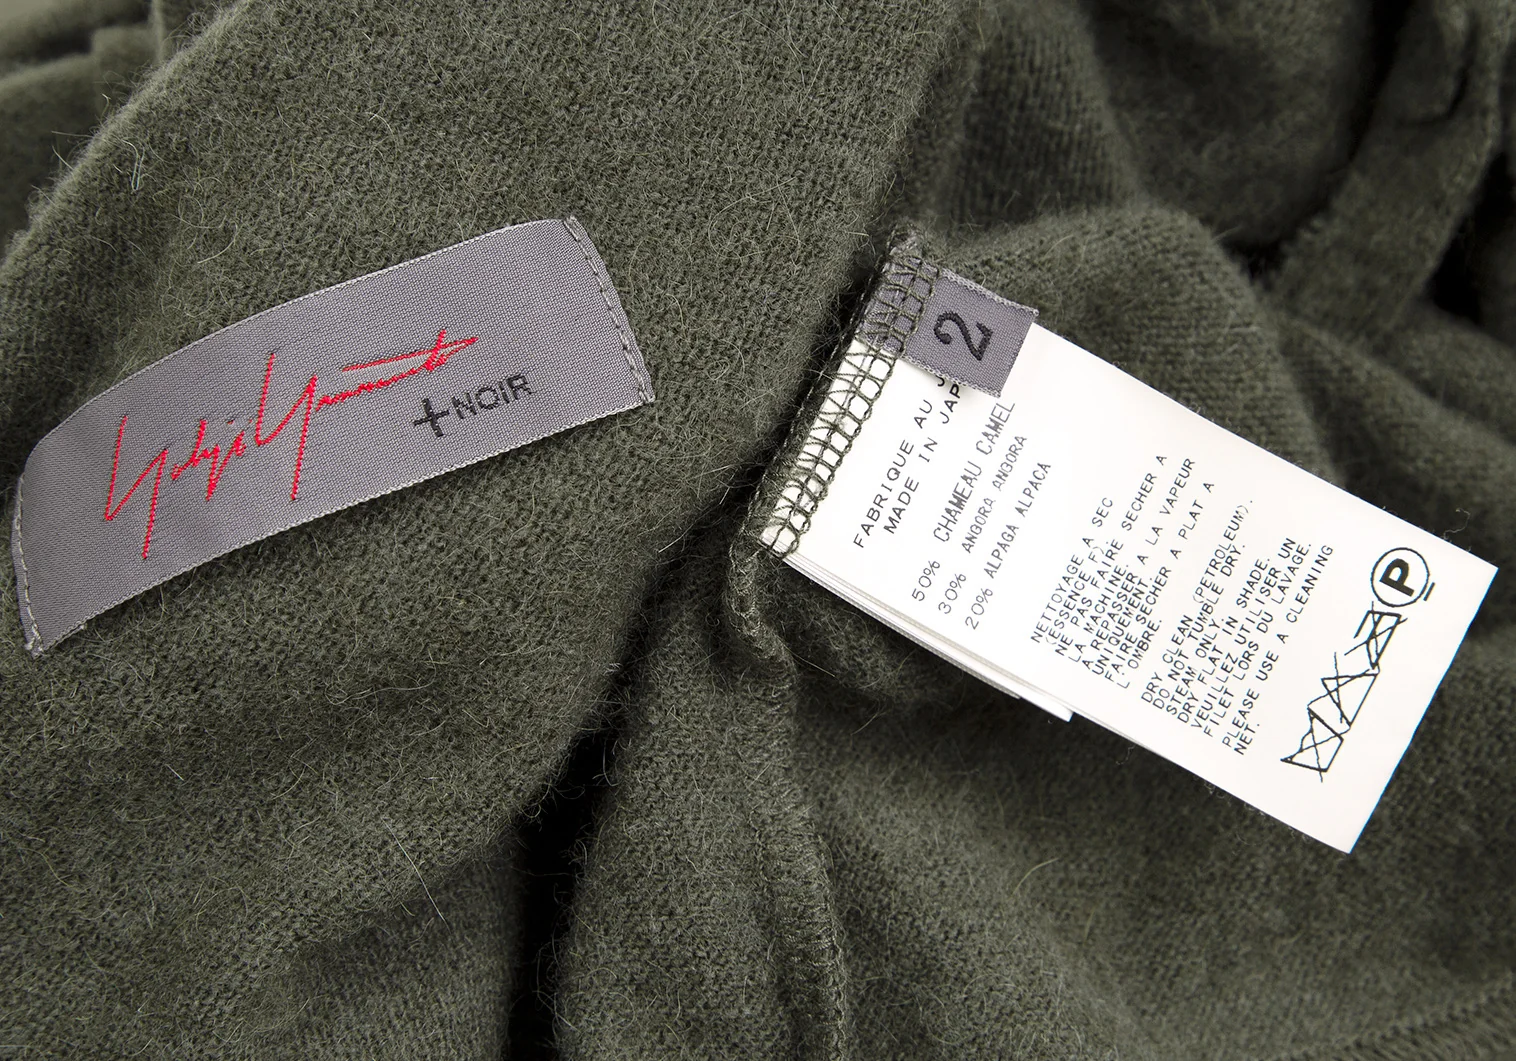 Yohji Yamamoto
+NOIR
2
FABRIQUE AU
MADE IN JAP
50% CHAMEAU CAMEL
30% ANGORA ANGORA
20% ALPAGA ALPACA
NETTOYAGE A SEC
(ESSENCE F).
NE PAS FAIRE SECHER A
LA MACHINE.
A REPASSER A LA VAPEUR
UNIQUEMENT.
FAIRE SECHER A PLAT A
L'OMBRE.
DRY CLEAN (PETROLEUM).
DO NOT TUMBLE DRY.
STEAM ONLY.
DRY FLAT IN SHADE.
VEUILLEZ UTILISER UN
FILET LORS DU LAVAGE.
PLEASE USE A CLEANING
NET.
P